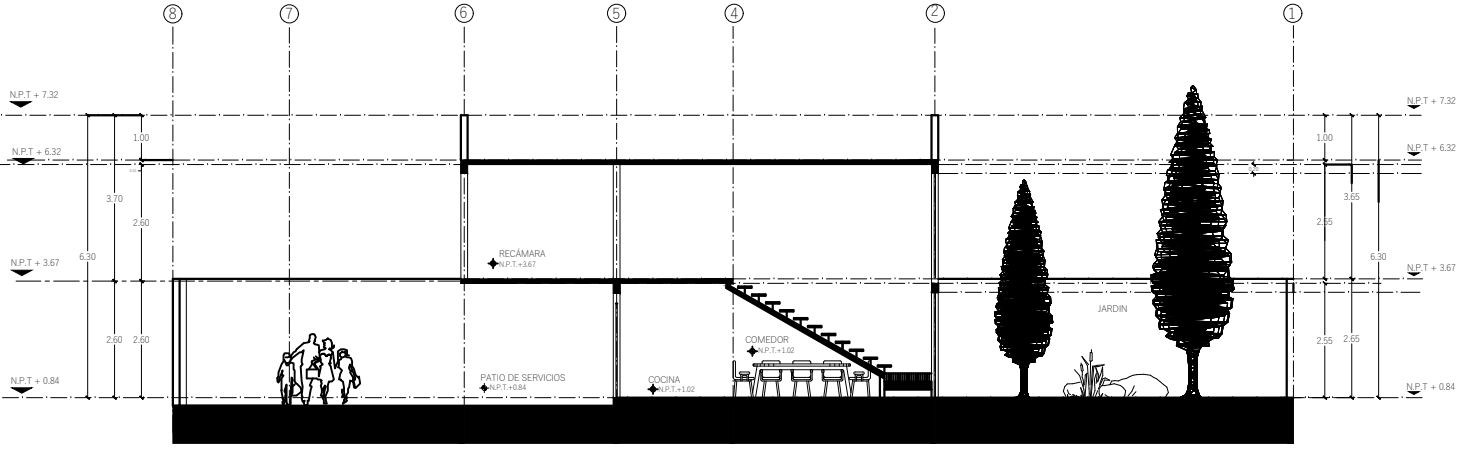 8 7 6 5 4 2 1
N.P.T + 7.32
N.P.T + 7.32
1.00
1.00
N.P.T + 6.32
N.P.T + 6.32
3.70
3.65
2.60
2.55
RECÁMARA
N.P.T.+3.67
6.30
6.30
N.P.T + 3.67
N.P.T + 3.67
JARDIN
2.60
2.60
COMEDOR
N.P.T.+1.02
2.55
2.65
PATIO DE SERVICIOS
N.P.T.+0.84
COCINA
N.P.T.+1.02
N.P.T + 0.84
N.P.T + 0.84